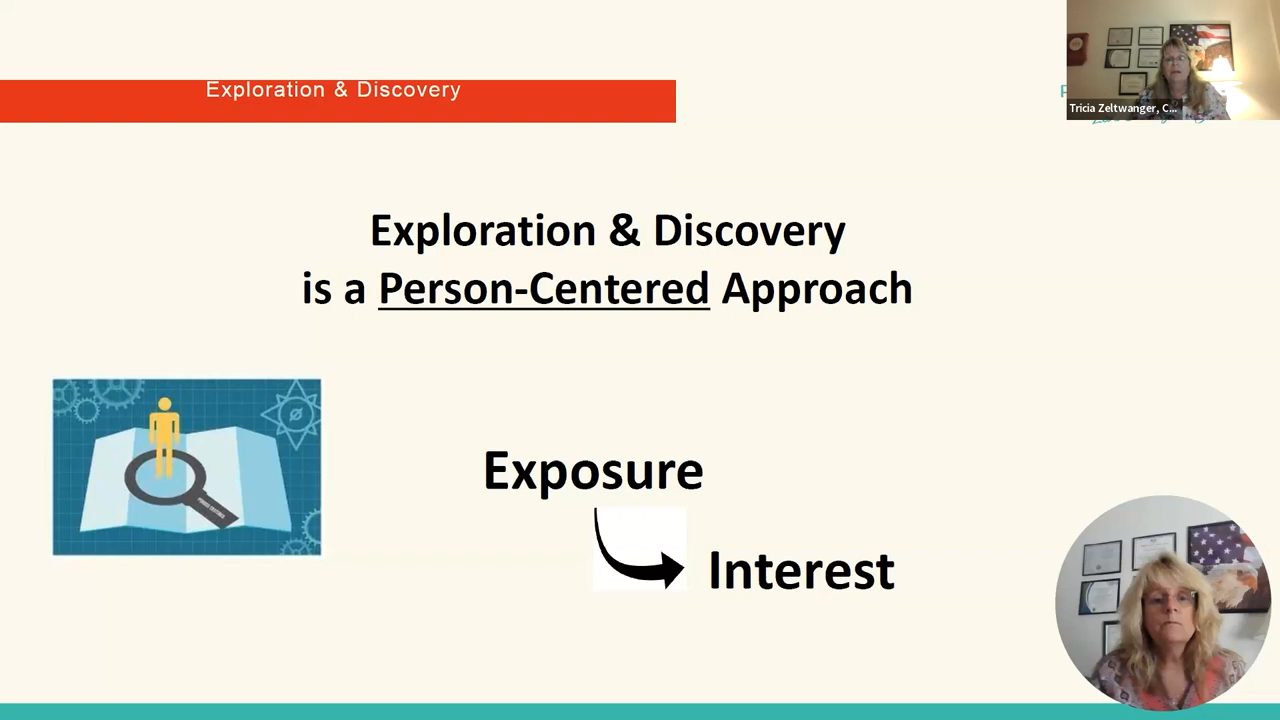 Exploration & Discovery
Tricia Zeltwanger, C...
Exploration & Discovery
is a Person-Centered Approach
Exposure
Interest